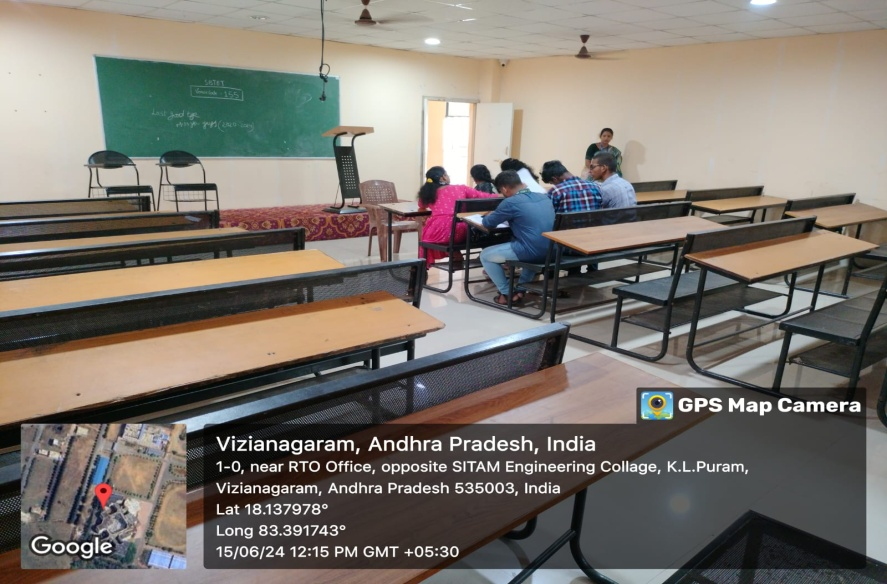 GPS Map Camera
Vizianagaram, Andhra Pradesh, India
1-0, near RTO Office, opposite SITAM Engineering Collage, K.L.Puram,
Vizianagaram, Andhra Pradesh 535003, India
Lat 18.137978°
Long 83.391743°
15/06/24 12:15 PM GMT +05:30
Google